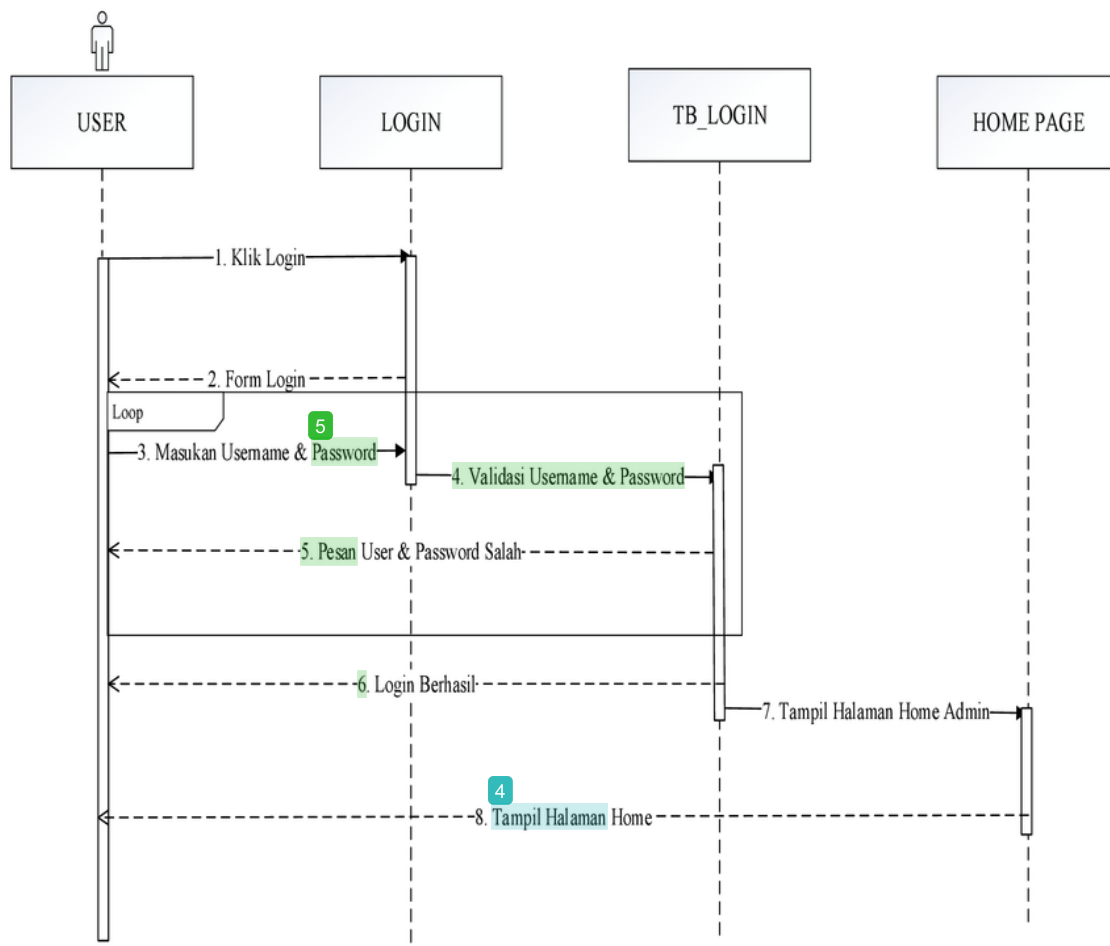 USER
LOGIN
TB_LOGIN
HOME PAGE
1. Klik Login
2. Form Login
Loop
5
3. Masukan Username & Password
4. Validasi Username & Password
5. Pesan User & Password Salah
6. Login Berhasil
7. Tampil Halaman Home Admin
4
8. Tampil Halaman Home